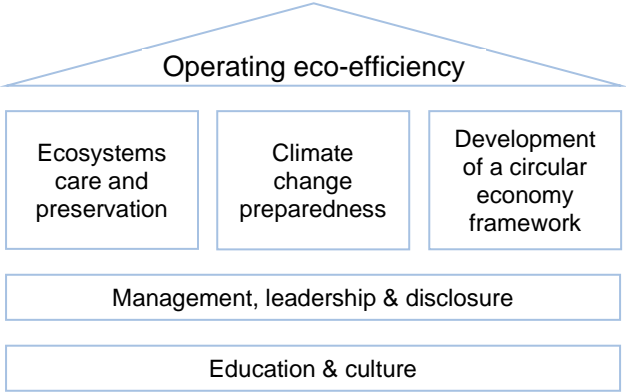 Operating eco-efficiency
Ecosystems
care and
preservation
Climate
change
preparedness
Development
of a circular
economy
framework
Management, leadership & disclosure
Education & culture